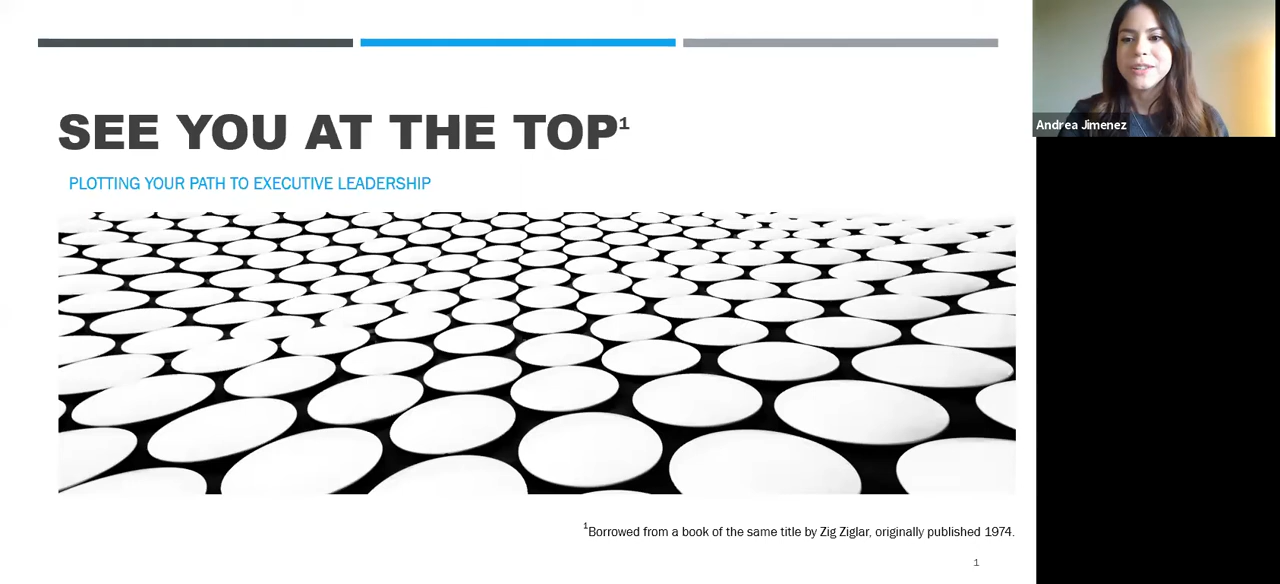 SEE YOU AT THE TOP¹
PLOTTING YOUR PATH TO EXECUTIVE LEADERSHIP
¹Borrowed from a book of the same title by Zig Ziglar, originally published 1974.
1
Andrea Jimenez